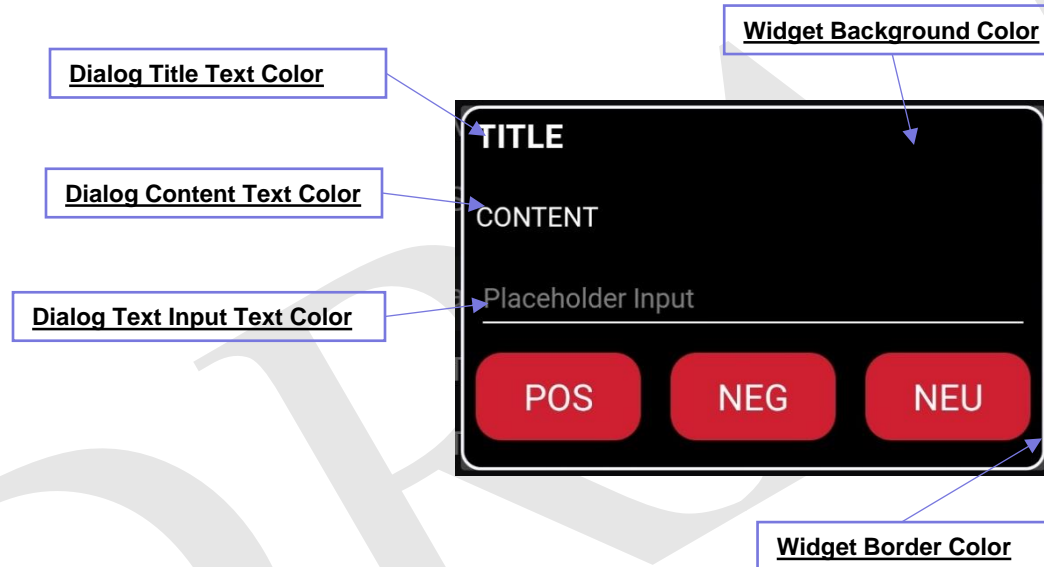 Widget Background Color
Dialog Title Text Color
TITLE
Dialog Content Text Color
CONTENT
Placeholder Input
Dialog Text Input Text Color
POS NEG NEU
Widget Border Color